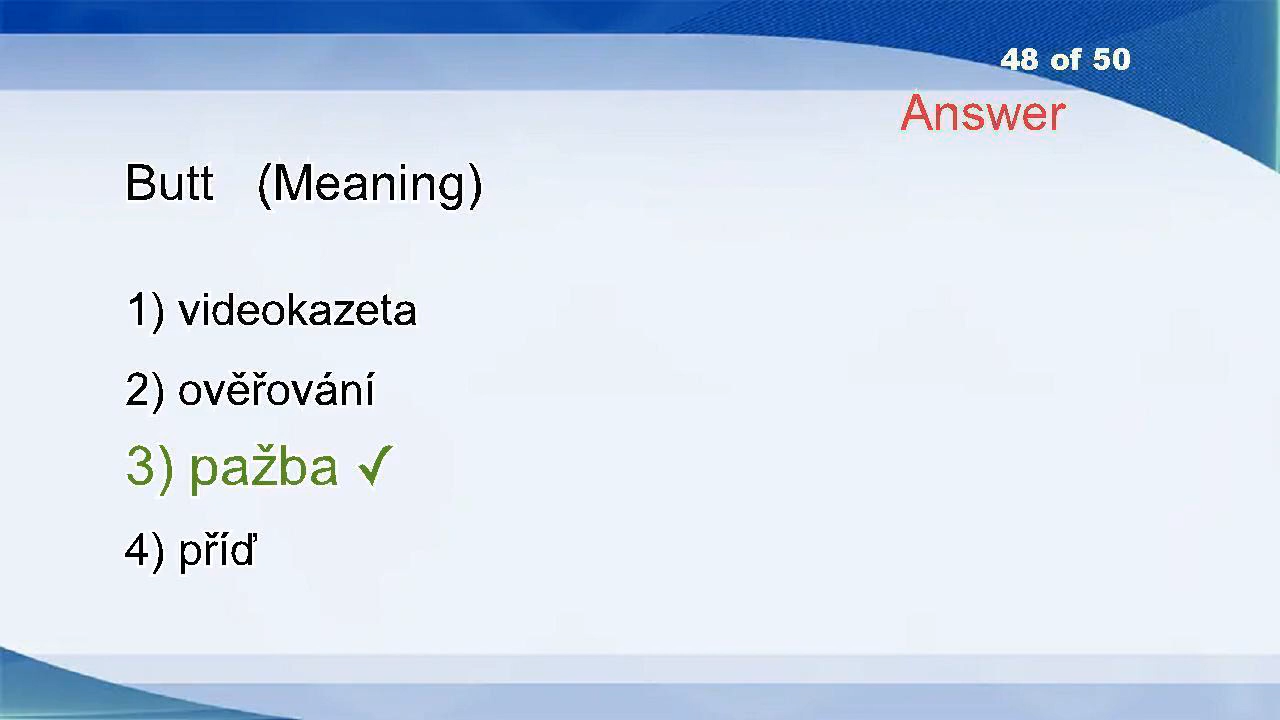 48 of 50
Answer
Butt (Meaning)
1) videokazeta
2) ověřování
3) pažba ✓
4) příď